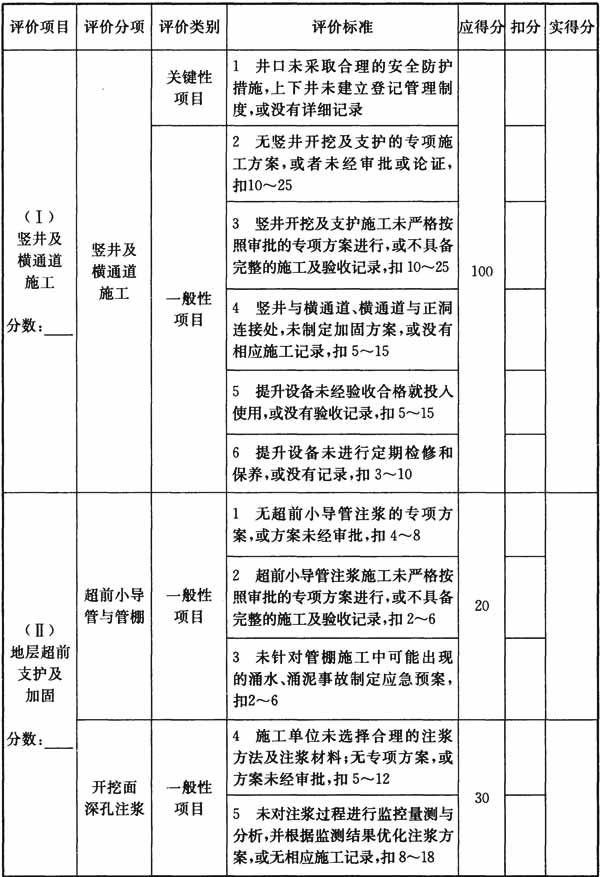 评价项目 评价分项 评价类别 评价标准 应得分 扣分 实得分
（Ⅰ）
竖井及
横通道
施工
分数：
竖井及
横通道
施工
关键性
项目
1 井口未采取合理的安全防护
措施，上下井未建立登记管理制
度，或没有详细记录
一般性
项目
2 无竖井开挖及支护的专项施
工方案，或者未经审批或论证，
扣10～25
3 竖井开挖及支护施工未严格按
照审批的专项方案进行，或不具备
完整的施工及验收记录，扣 10～25
4 竖井与横通道、横通道与正洞
连接处，未制定加固方案，或没有
相应施工记录，扣 5～15
5 提升设备未经验收合格就投入
使用，或没有验收记录，扣 5～15
6 提升设备未进行定期检修和
保养，或没有记录，扣 3～10
100
（Ⅱ）
地层超前
支护及
加固
分数：
超前小导
管与管棚
一般性
项目
1 无超前小导管注浆的专项方
案，或方案未经审批，扣 4～8
2 超前小导管注浆施工未严格按
照审批的专项方案进行，或不具备
完整的施工及验收记录，扣 2～6
3 未针对管棚施工中可能出现
的涌水、涌泥事故制定应急预案，
扣2～6
20
开挖面
深孔注浆
一般性
项目
4 施工单位未选择合理的注浆
方法及注浆材料；无专项方案，或
方案未经审批，扣 5～12
5 未对注浆过程进行监控量测与
分析，并根据监测结果优化注浆方
案，或无相应施工记录，扣 8～18
30